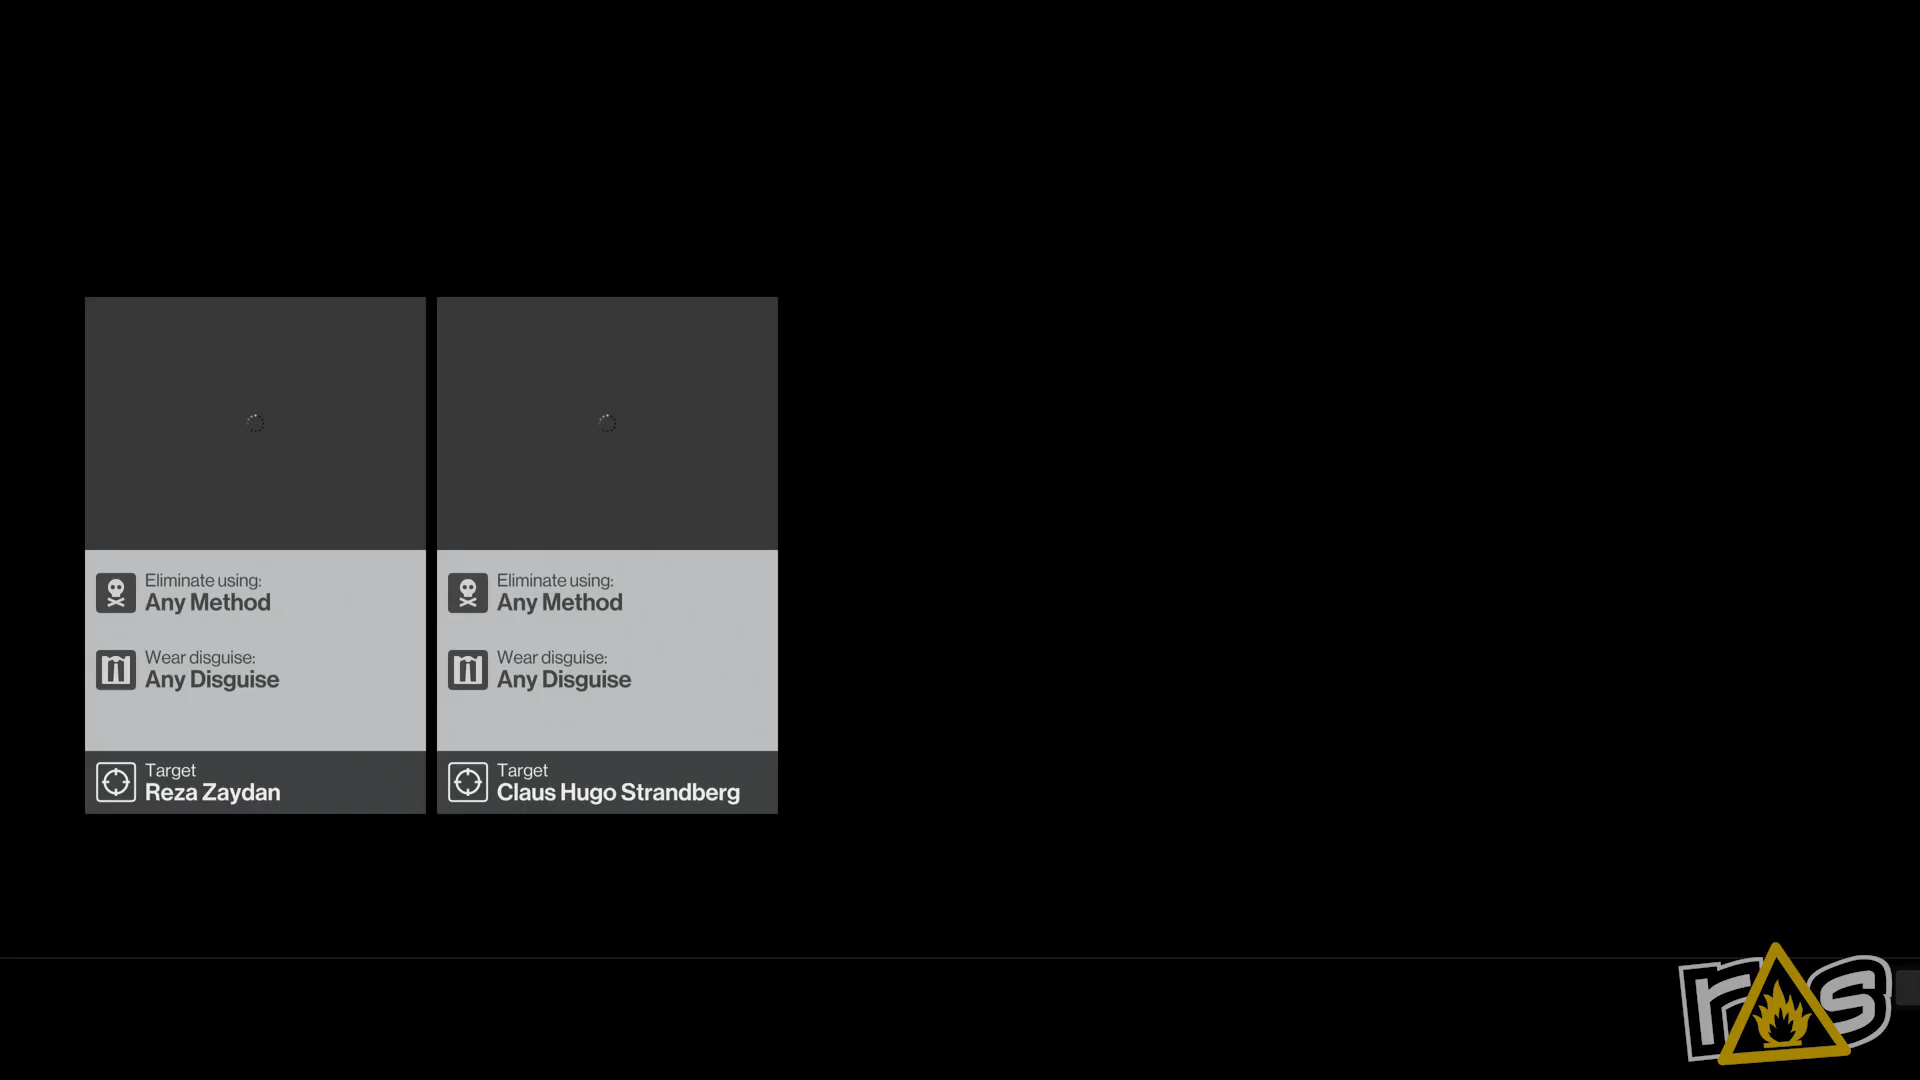 Eliminate using:
Any Method
Wear disguise:
Any Disguise
Target
Reza Zaydan
Eliminate using:
Any Method
Wear disguise:
Any Disguise
Target
Claus Hugo Strandberg
ras